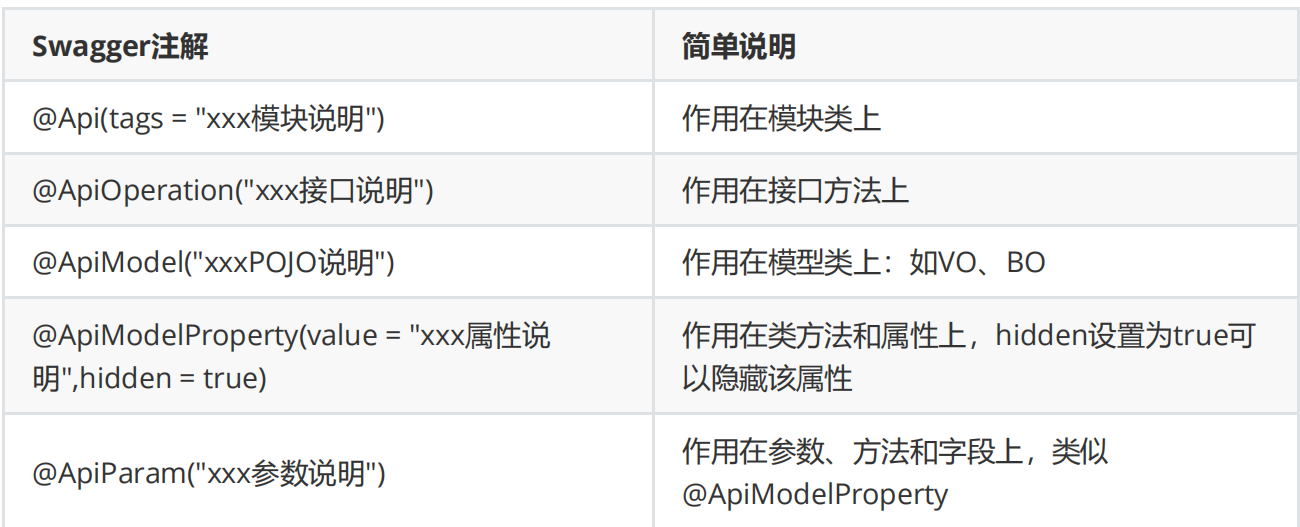 Swagger注解 简单说明
@Api(tags = "xxx模块说明") 作用在模块类上
@ApiOperation("xxx接口说明") 作用在接口方法上
@ApiModel("xxxPOJO说明") 作用在模型类上：如VO、BO
@ApiModelProperty(value = "xxx属性说
明",hidden = true)
作用在类方法和属性上，hidden设置为true可
以隐藏该属性
@ApiParam("xxx参数说明")
作用在参数、方法和字段上，类似
@ApiModelProperty